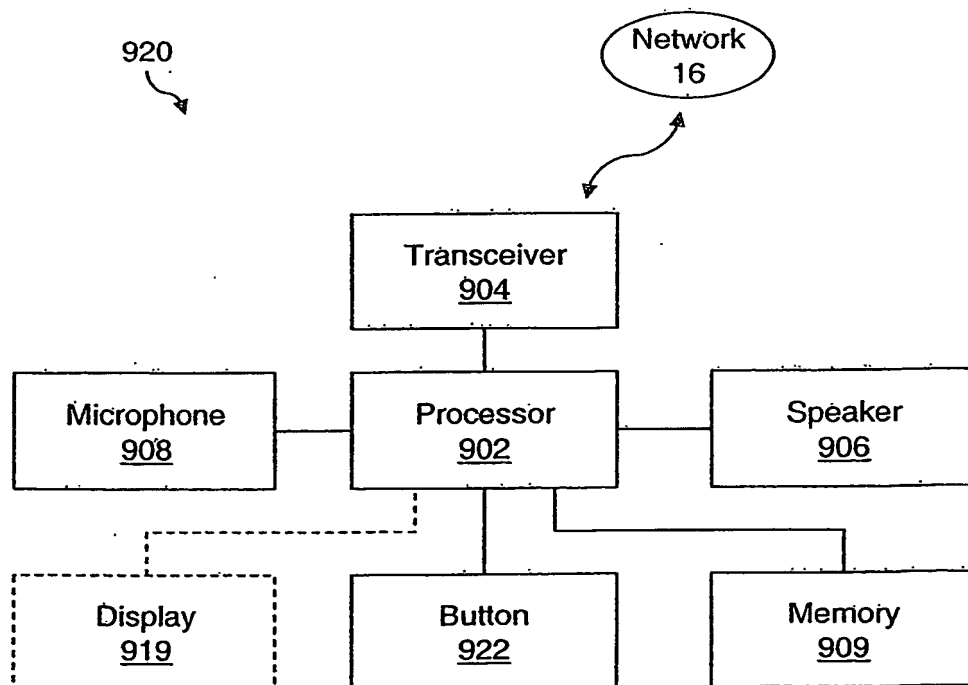 920
Network
16
Transceiver
904
Microphone
908
Processor
902
Speaker
906
Display
919
Button
922
Memory
909